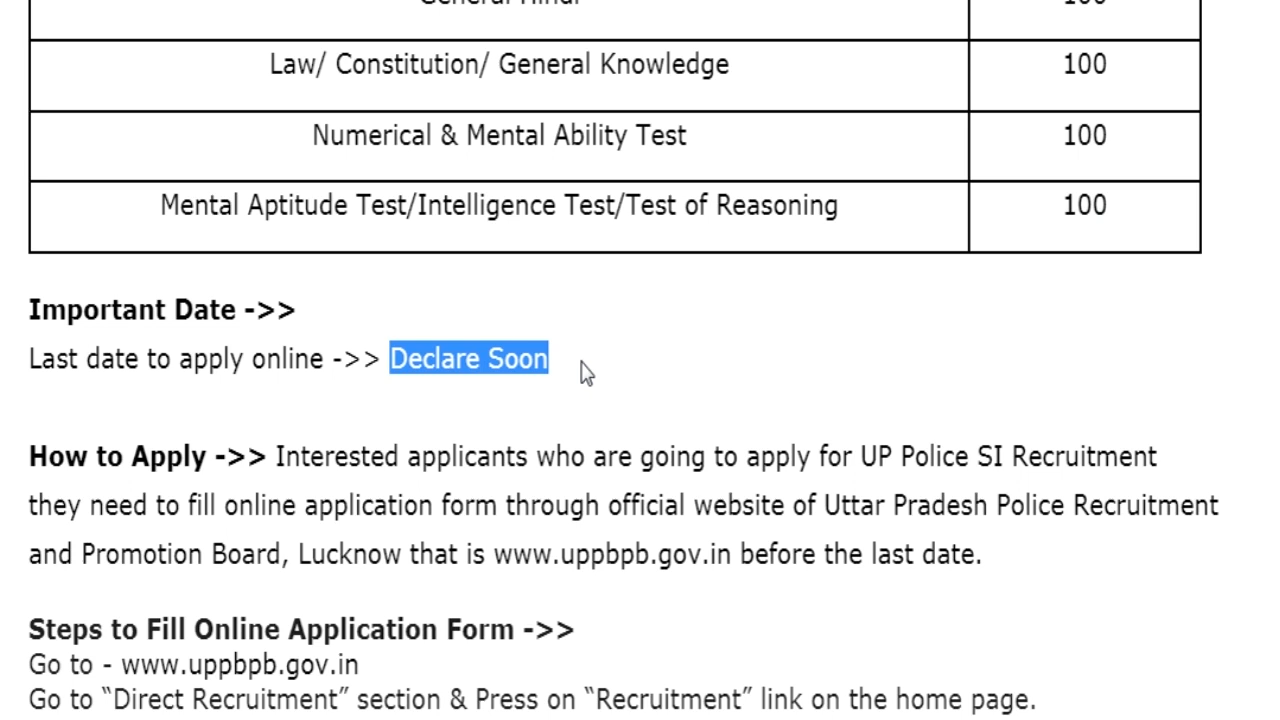 General Hindi 100
Law/ Constitution/ General Knowledge 100
Numerical & Mental Ability Test 100
Mental Aptitude Test/Intelligence Test/Test of Reasoning 100
Important Date ->>
Last date to apply online ->> Declare Soon
How to Apply ->> Interested applicants who are going to apply for UP Police SI Recruitment
they need to fill online application form through official website of Uttar Pradesh Police Recruitment
and Promotion Board, Lucknow that is www.uppbpb.gov.in before the last date.
Steps to Fill Online Application Form ->>
Go to - www.uppbpb.gov.in
Go to “Direct Recruitment” section & Press on “Recruitment” link on the home page.